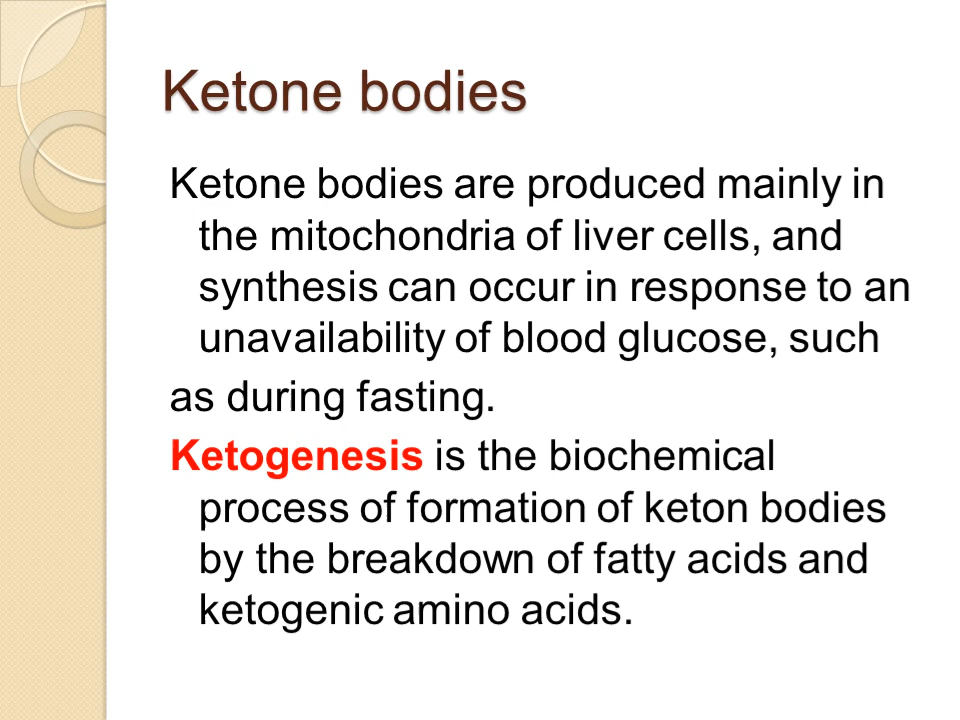 Ketone bodies
Ketone bodies are produced mainly in
the mitochondria of liver cells, and
synthesis can occur in response to an
unavailability of blood glucose, such
as during fasting.
Ketogenesis is the biochemical
process of formation of keton bodies
by the breakdown of fatty acids and
ketogenic amino acids.